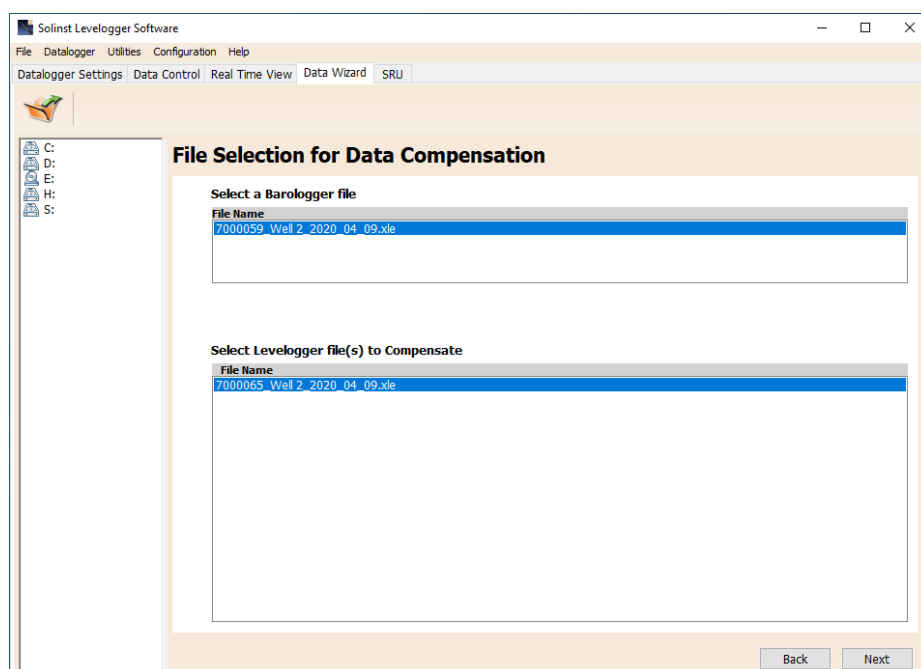 Solinst Levelogger Software
File Datalogger Utilities Configuration Help
Datalogger Settings Data Control Real Time View Data Wizard SRU
C:
D:
E:
H:
S:
File Selection for Data Compensation
Select a Barologger file
File Name
7000059_Well 2_2020_04_09.xle
Select Levelogger file(s) to Compensate
File Name
7000065_Well 2_2020_04_09.xle
Back Next